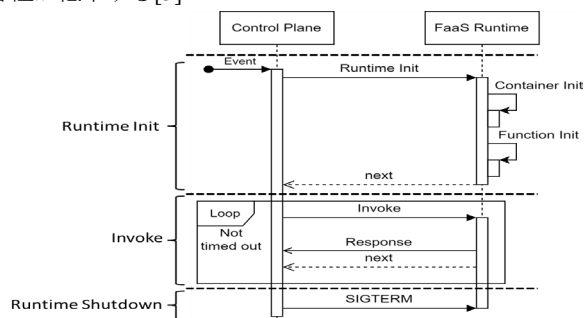 [9]
Control Plane
FaaS Runtime
Event
Runtime Init
Container Init
Function Init
Runtime Init
next
Loop
Not
timed out
Invoke
Invoke
Response
next
Runtime Shutdown
SIGTERM